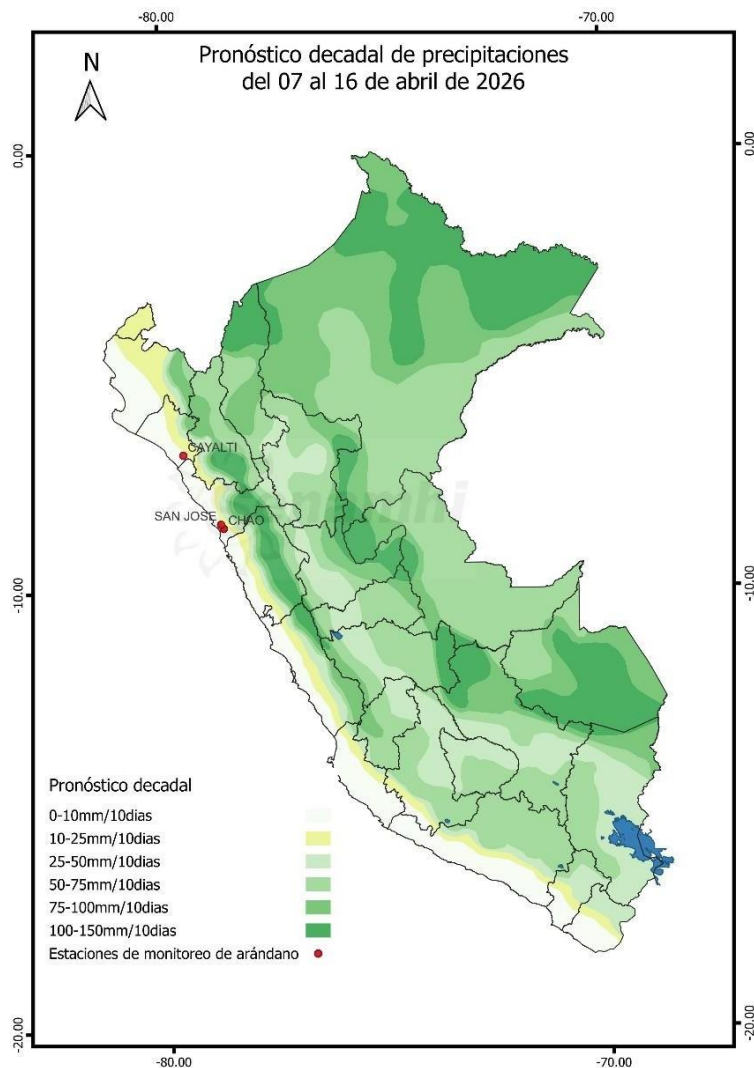 -80.00
-70.00
Pronóstico decadal de precipitaciones
del 07 al 16 de abril de 2026
N
0.00
0.00
CAYALTI
SAN JOSE
CHAO
senamhi
-10.00
-10.00
Pronóstico decadal
0-10mm/10dias
10-25mm/10dias
25-50mm/10dias
50-75mm/10dias
75-100mm/10dias
100-150mm/10dias
Estaciones de monitoreo de arándano
-20.00
-20.00
-80.00
-70.00